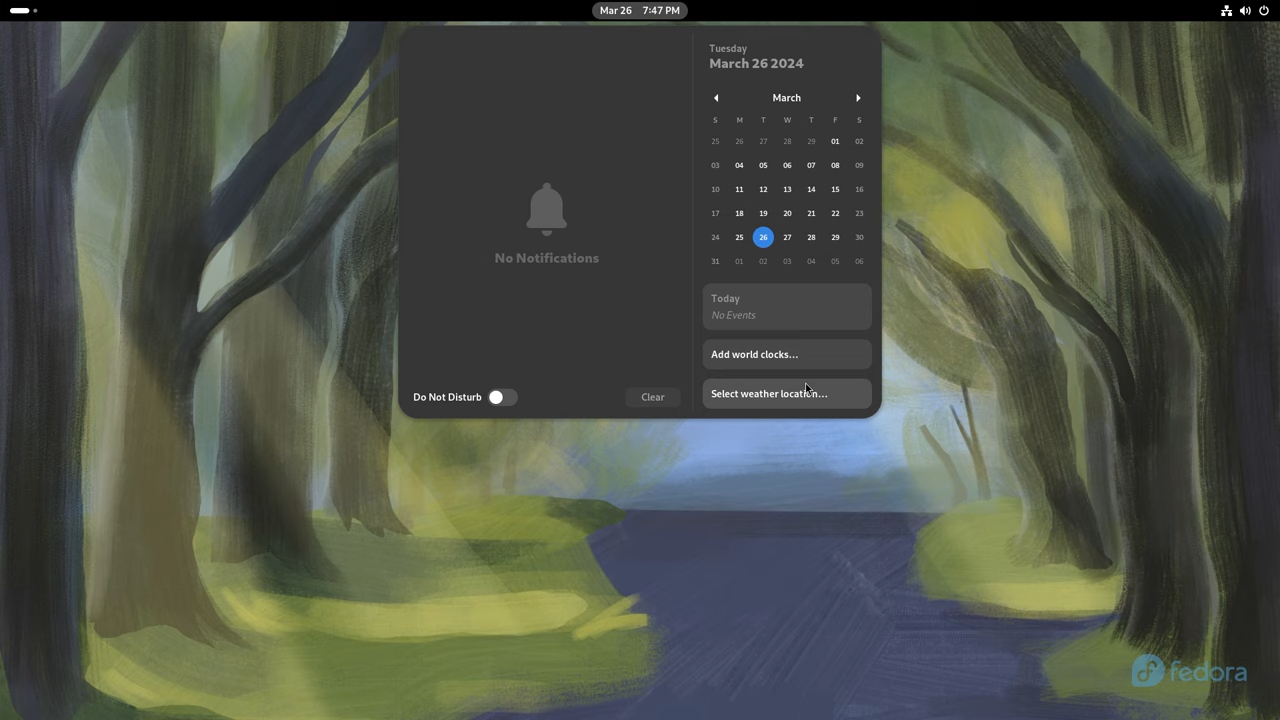 Mar 26 7:47 PM
Tuesday
March 26 2024
March
S M T W T F S
25 26 27 28 29 01 02
03 04 05 06 07 08 09
10 11 12 13 14 15 16
17 18 19 20 21 22 23
24 25 26 27 28 29 30
31 01 02 03 04 05 06
No Notifications
Today
No Events
Add world clocks...
Select weather location...
Do Not Disturb
Clear
fedora